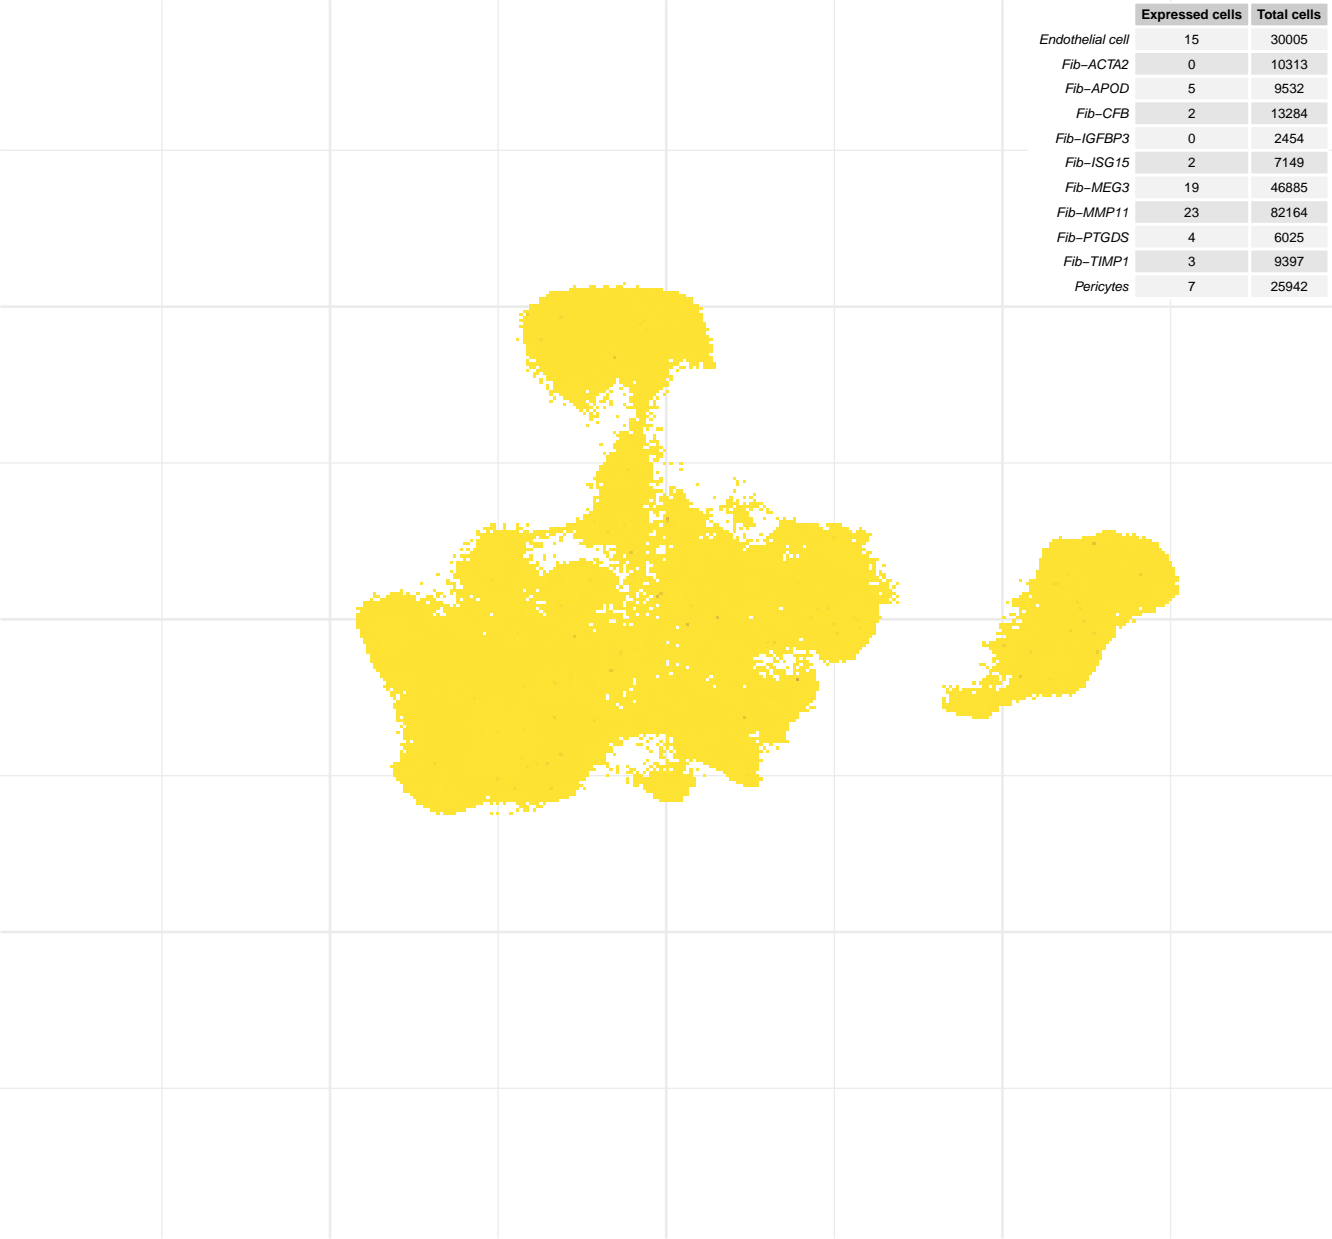 Expressed cells Total cells
Endothelial cell 15 30005
Fib−ACTA2 0 10313
Fib−APOD 5 9532
Fib−CFB 2 13284
Fib−IGFBP3 0 2454
Fib−ISG15 2 7149
Fib−MEG3 19 46885
Fib−MMP11 23 82164
Fib−PTGDS 4 6025
Fib−TIMP1 3 9397
Pericytes 7 25942